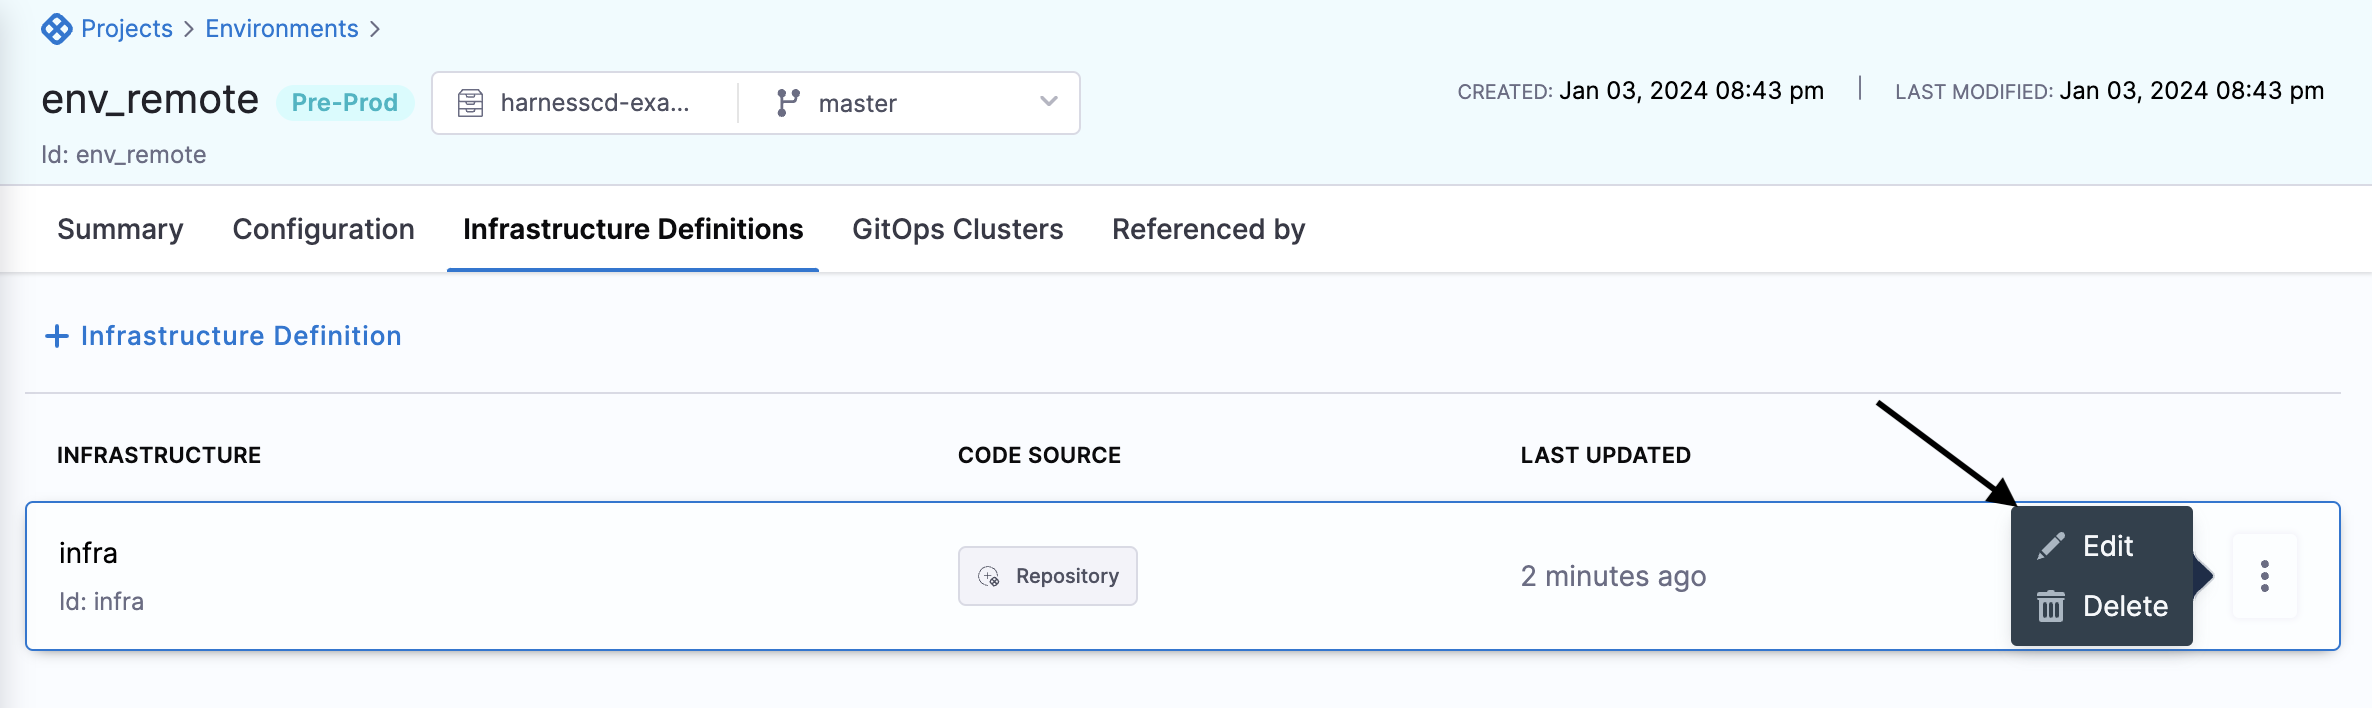 Projects > Environments >
env_remote Pre-Prod harnesscd-exa... master CREATED: Jan 03, 2024 08:43 pm | LAST MODIFIED: Jan 03, 2024 08:43 pm
Id: env_remote
Summary Configuration Infrastructure Definitions GitOps Clusters Referenced by
+ Infrastructure Definition
INFRASTRUCTURE CODE SOURCE LAST UPDATED
infra
Id: infra
Repository
2 minutes ago
Edit
Delete